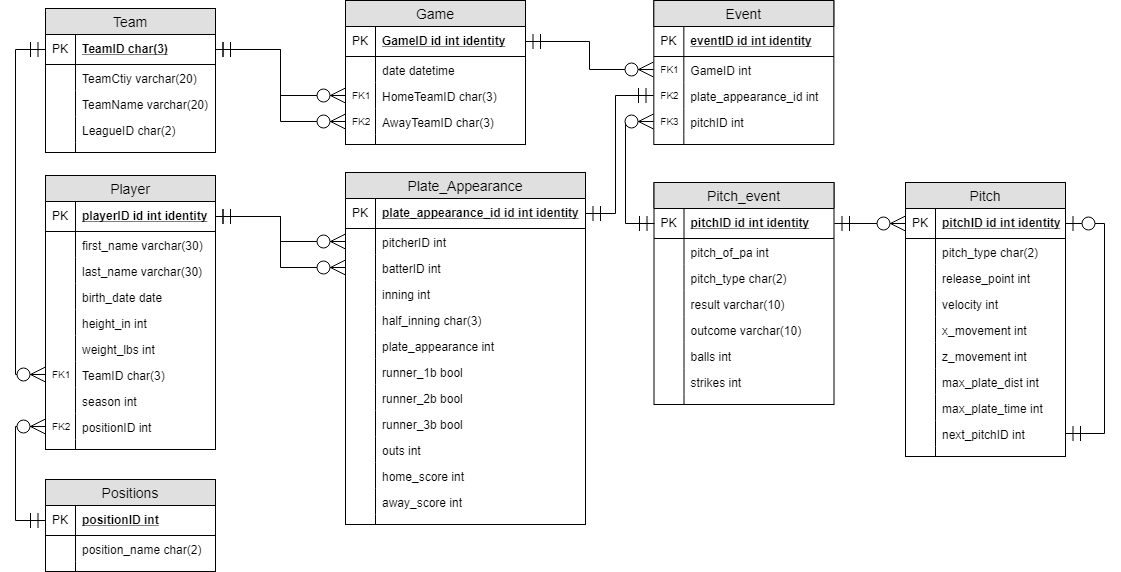 Team
PK TeamID char(3)
TeamCtiy varchar(20)
TeamName varchar(20)
LeagueID char(2)
Game
PK GameID id int identity
date datetime
FK1 HomeTeamID char(3)
FK2 AwayTeamID char(3)
Event
PK eventID id int identity
FK1 GameID int
FK2 plate_appearance_id int
FK3 pitchID int
Player
PK playerID id int identity
first_name varchar(30)
last_name varchar(30)
birth_date date
height_in int
weight_lbs int
FK1 TeamID char(3)
season int
FK2 positionID int
Plate_Appearance
PK plate_appearance_id id int identity
pitcherID int
batterID int
inning int
half_inning char(3)
plate_appearance int
runner_1b bool
runner_2b bool
runner_3b bool
outs int
home_score int
away_score int
Pitch_event
PK pitchID id int identity
pitch_of_pa int
pitch_type char(2)
result varchar(10)
outcome varchar(10)
balls int
strikes int
Pitch
PK pitchID id int identity
pitch_type char(2)
release_point int
velocity int
x_movement int
z_movement int
max_plate_dist int
max_plate_time int
next_pitchID int
Positions
PK positionID int
position_name char(2)